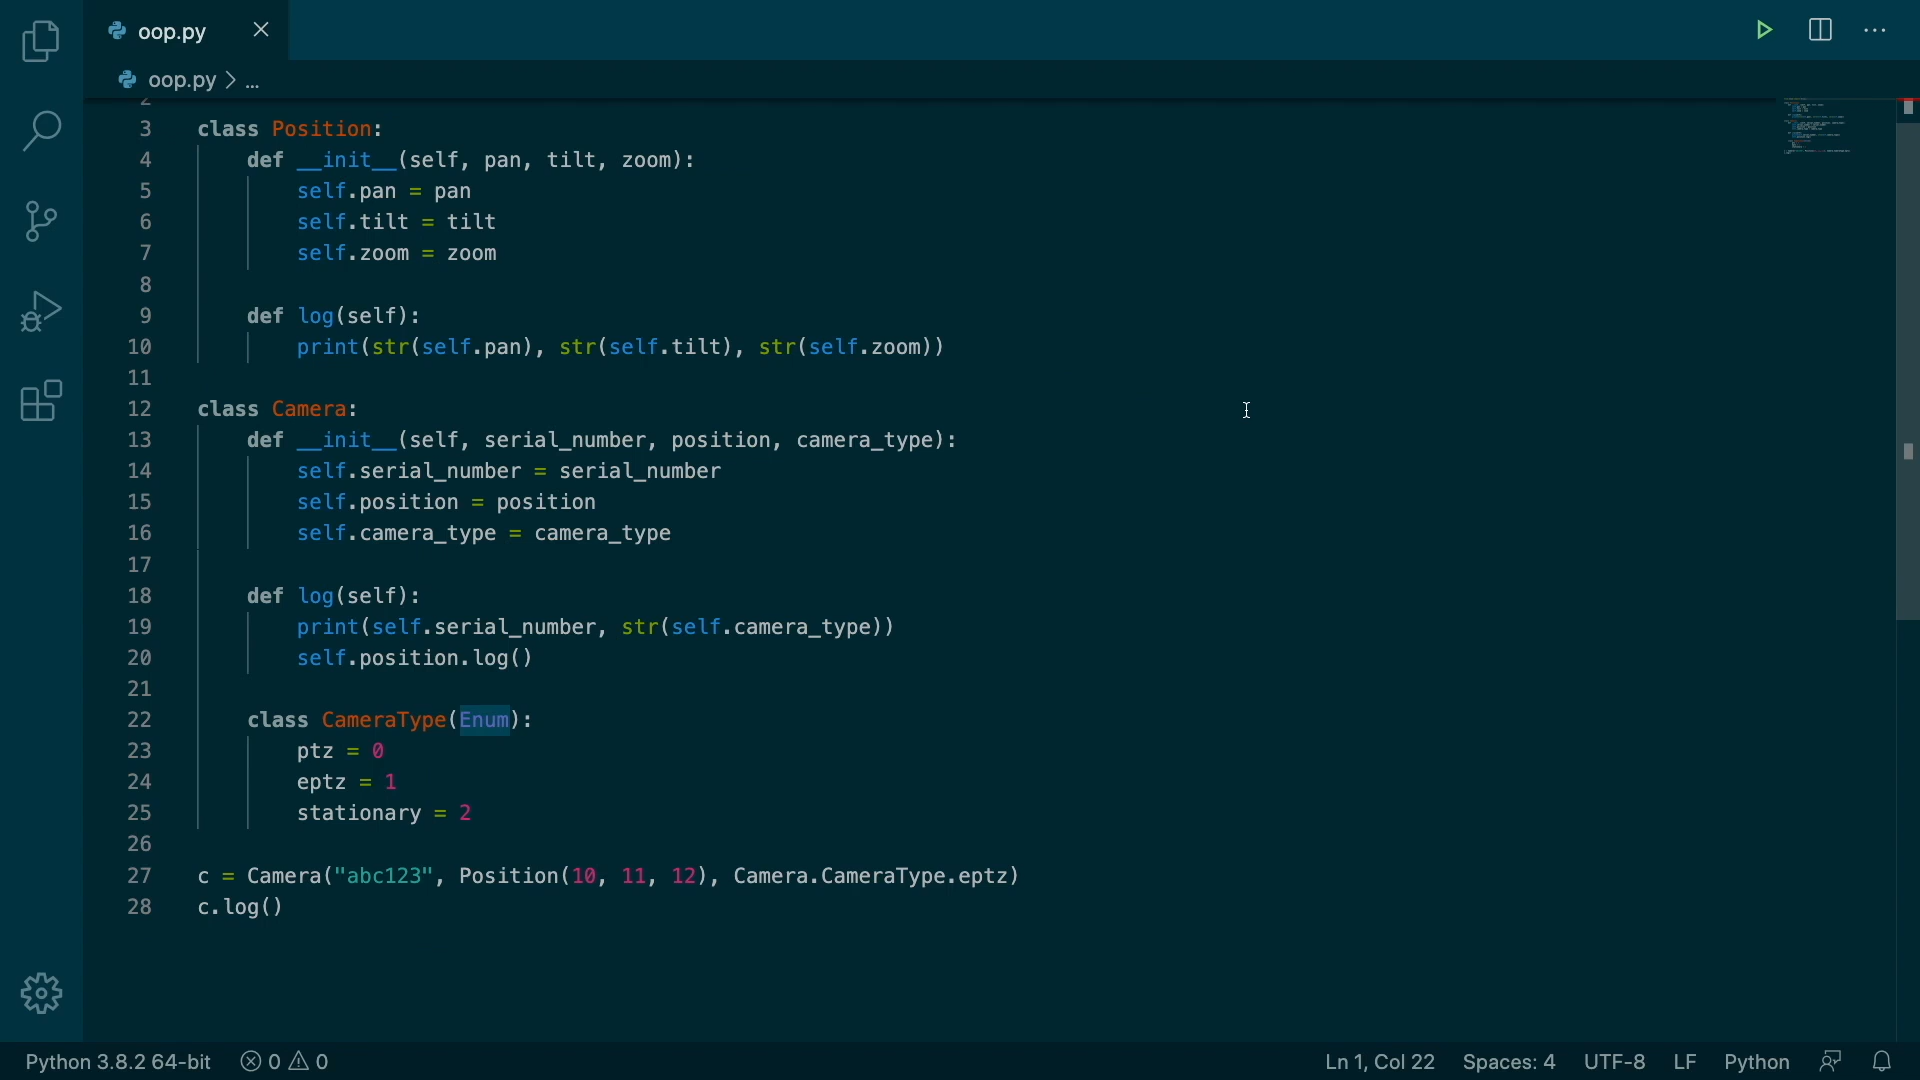 oop.py
oop.py > ...
2
3 class Position:
4     def __init__(self, pan, tilt, zoom):
5         self.pan = pan
6         self.tilt = tilt
7         self.zoom = zoom
8
9     def log(self):
10         print(str(self.pan), str(self.tilt), str(self.zoom))
11
12 class Camera:
13     def __init__(self, serial_number, position, camera_type):
14         self.serial_number = serial_number
15         self.position = position
16         self.camera_type = camera_type
17
18     def log(self):
19         print(self.serial_number, str(self.camera_type))
20         self.position.log()
21
22     class CameraType(Enum):
23         ptz = 0
24         eptz = 1
25         stationary = 2
26
27 c = Camera("abc123", Position(10, 11, 12), Camera.CameraType.eptz)
28 c.log()
Python 3.8.2 64-bit 0 0 Ln 1, Col 22 Spaces: 4 UTF-8 LF Python